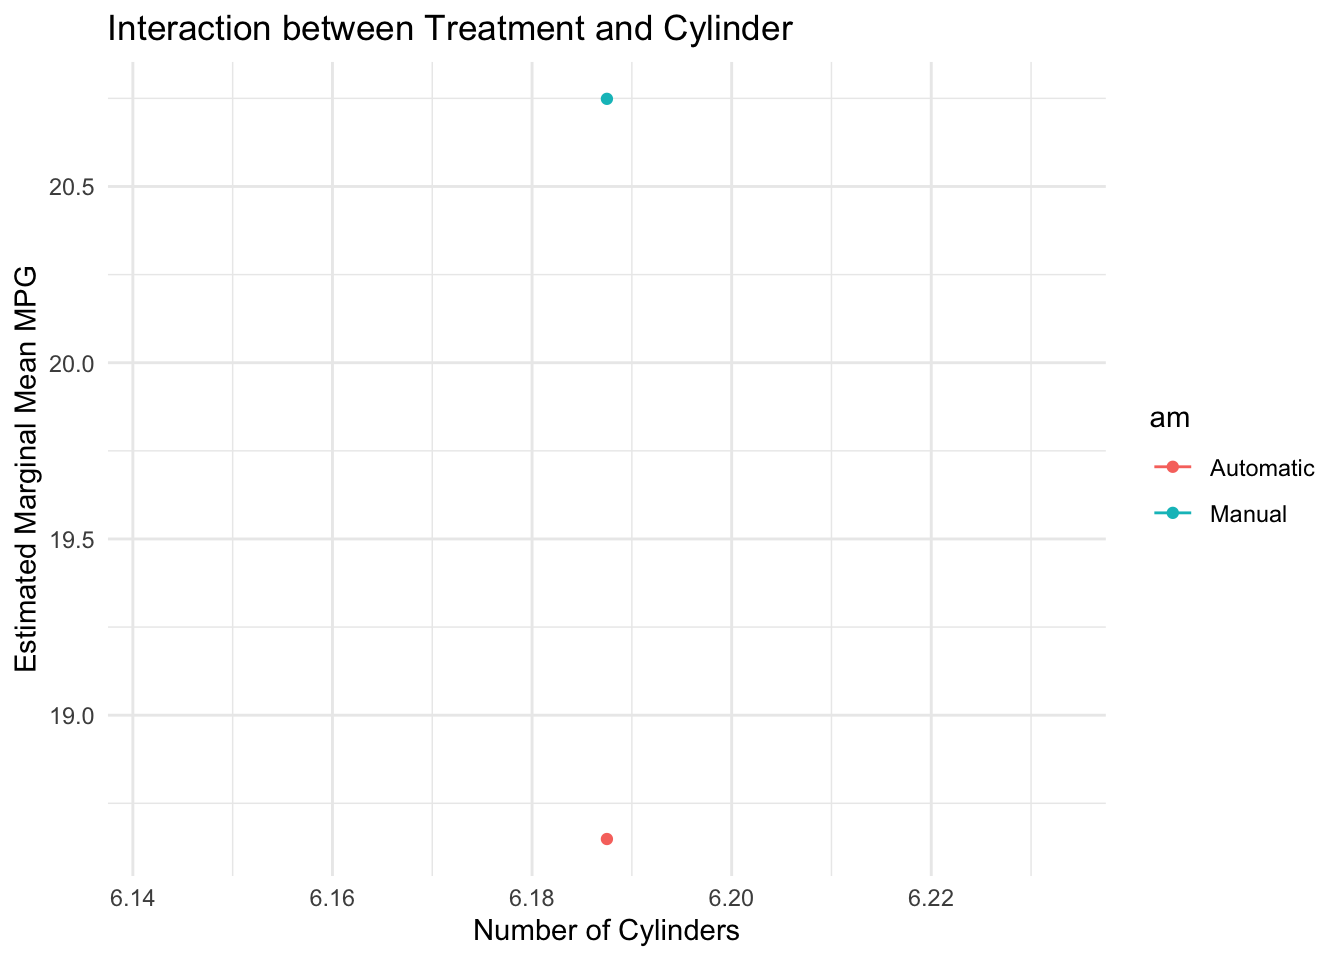 Interaction between Treatment and Cylinder
Estimated Marginal Mean MPG
20.5
20.0
19.5
19.0
6.14
6.16
6.18
6.20
6.22
Number of Cylinders
am
Automatic
Manual